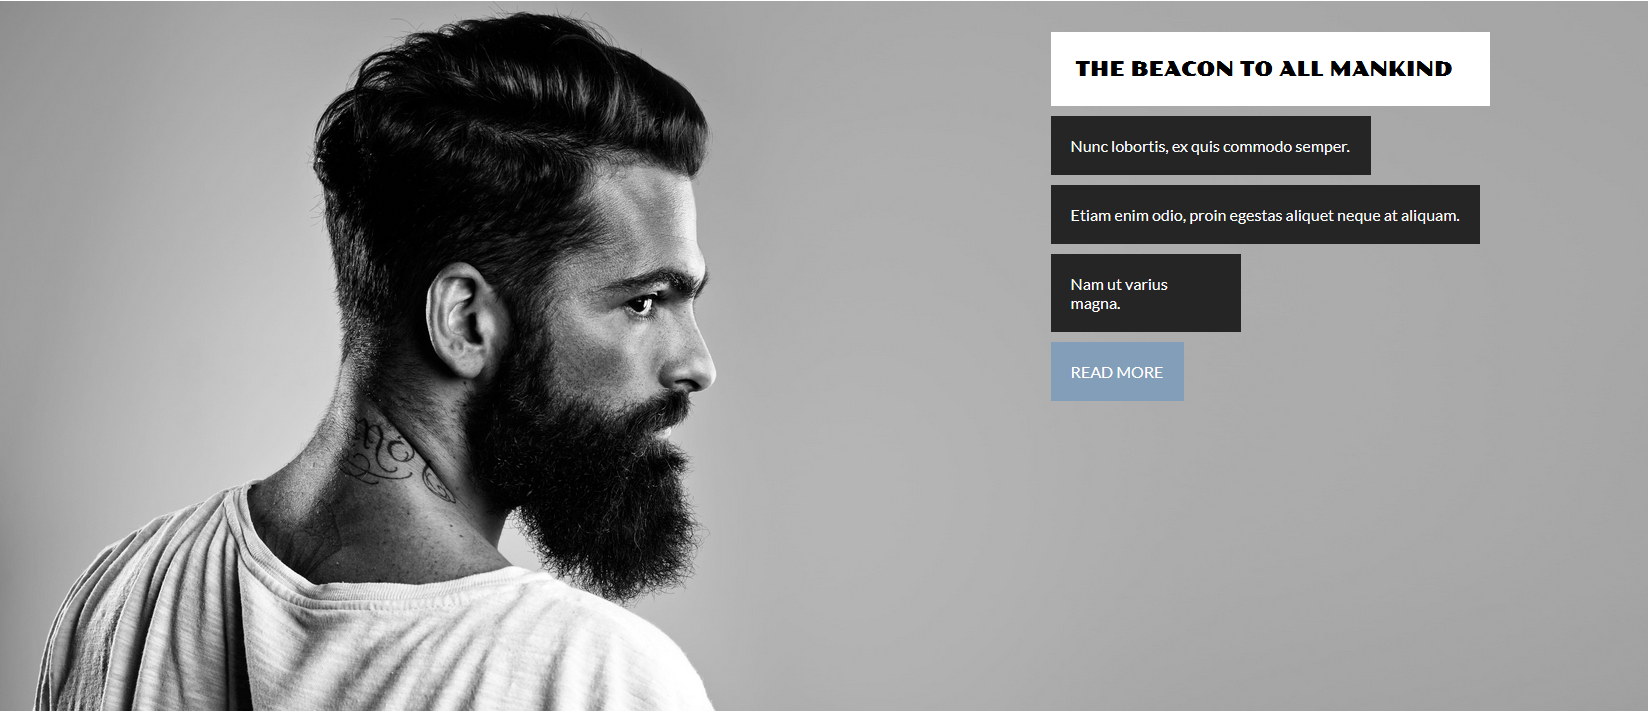 THE BEACON TO ALL MANKIND
Nunc lobortis, ex quis commodo semper.
Etiam enim odio, proin egestas aliquet neque at aliquam.
Nam ut varius
magna.
READ MORE